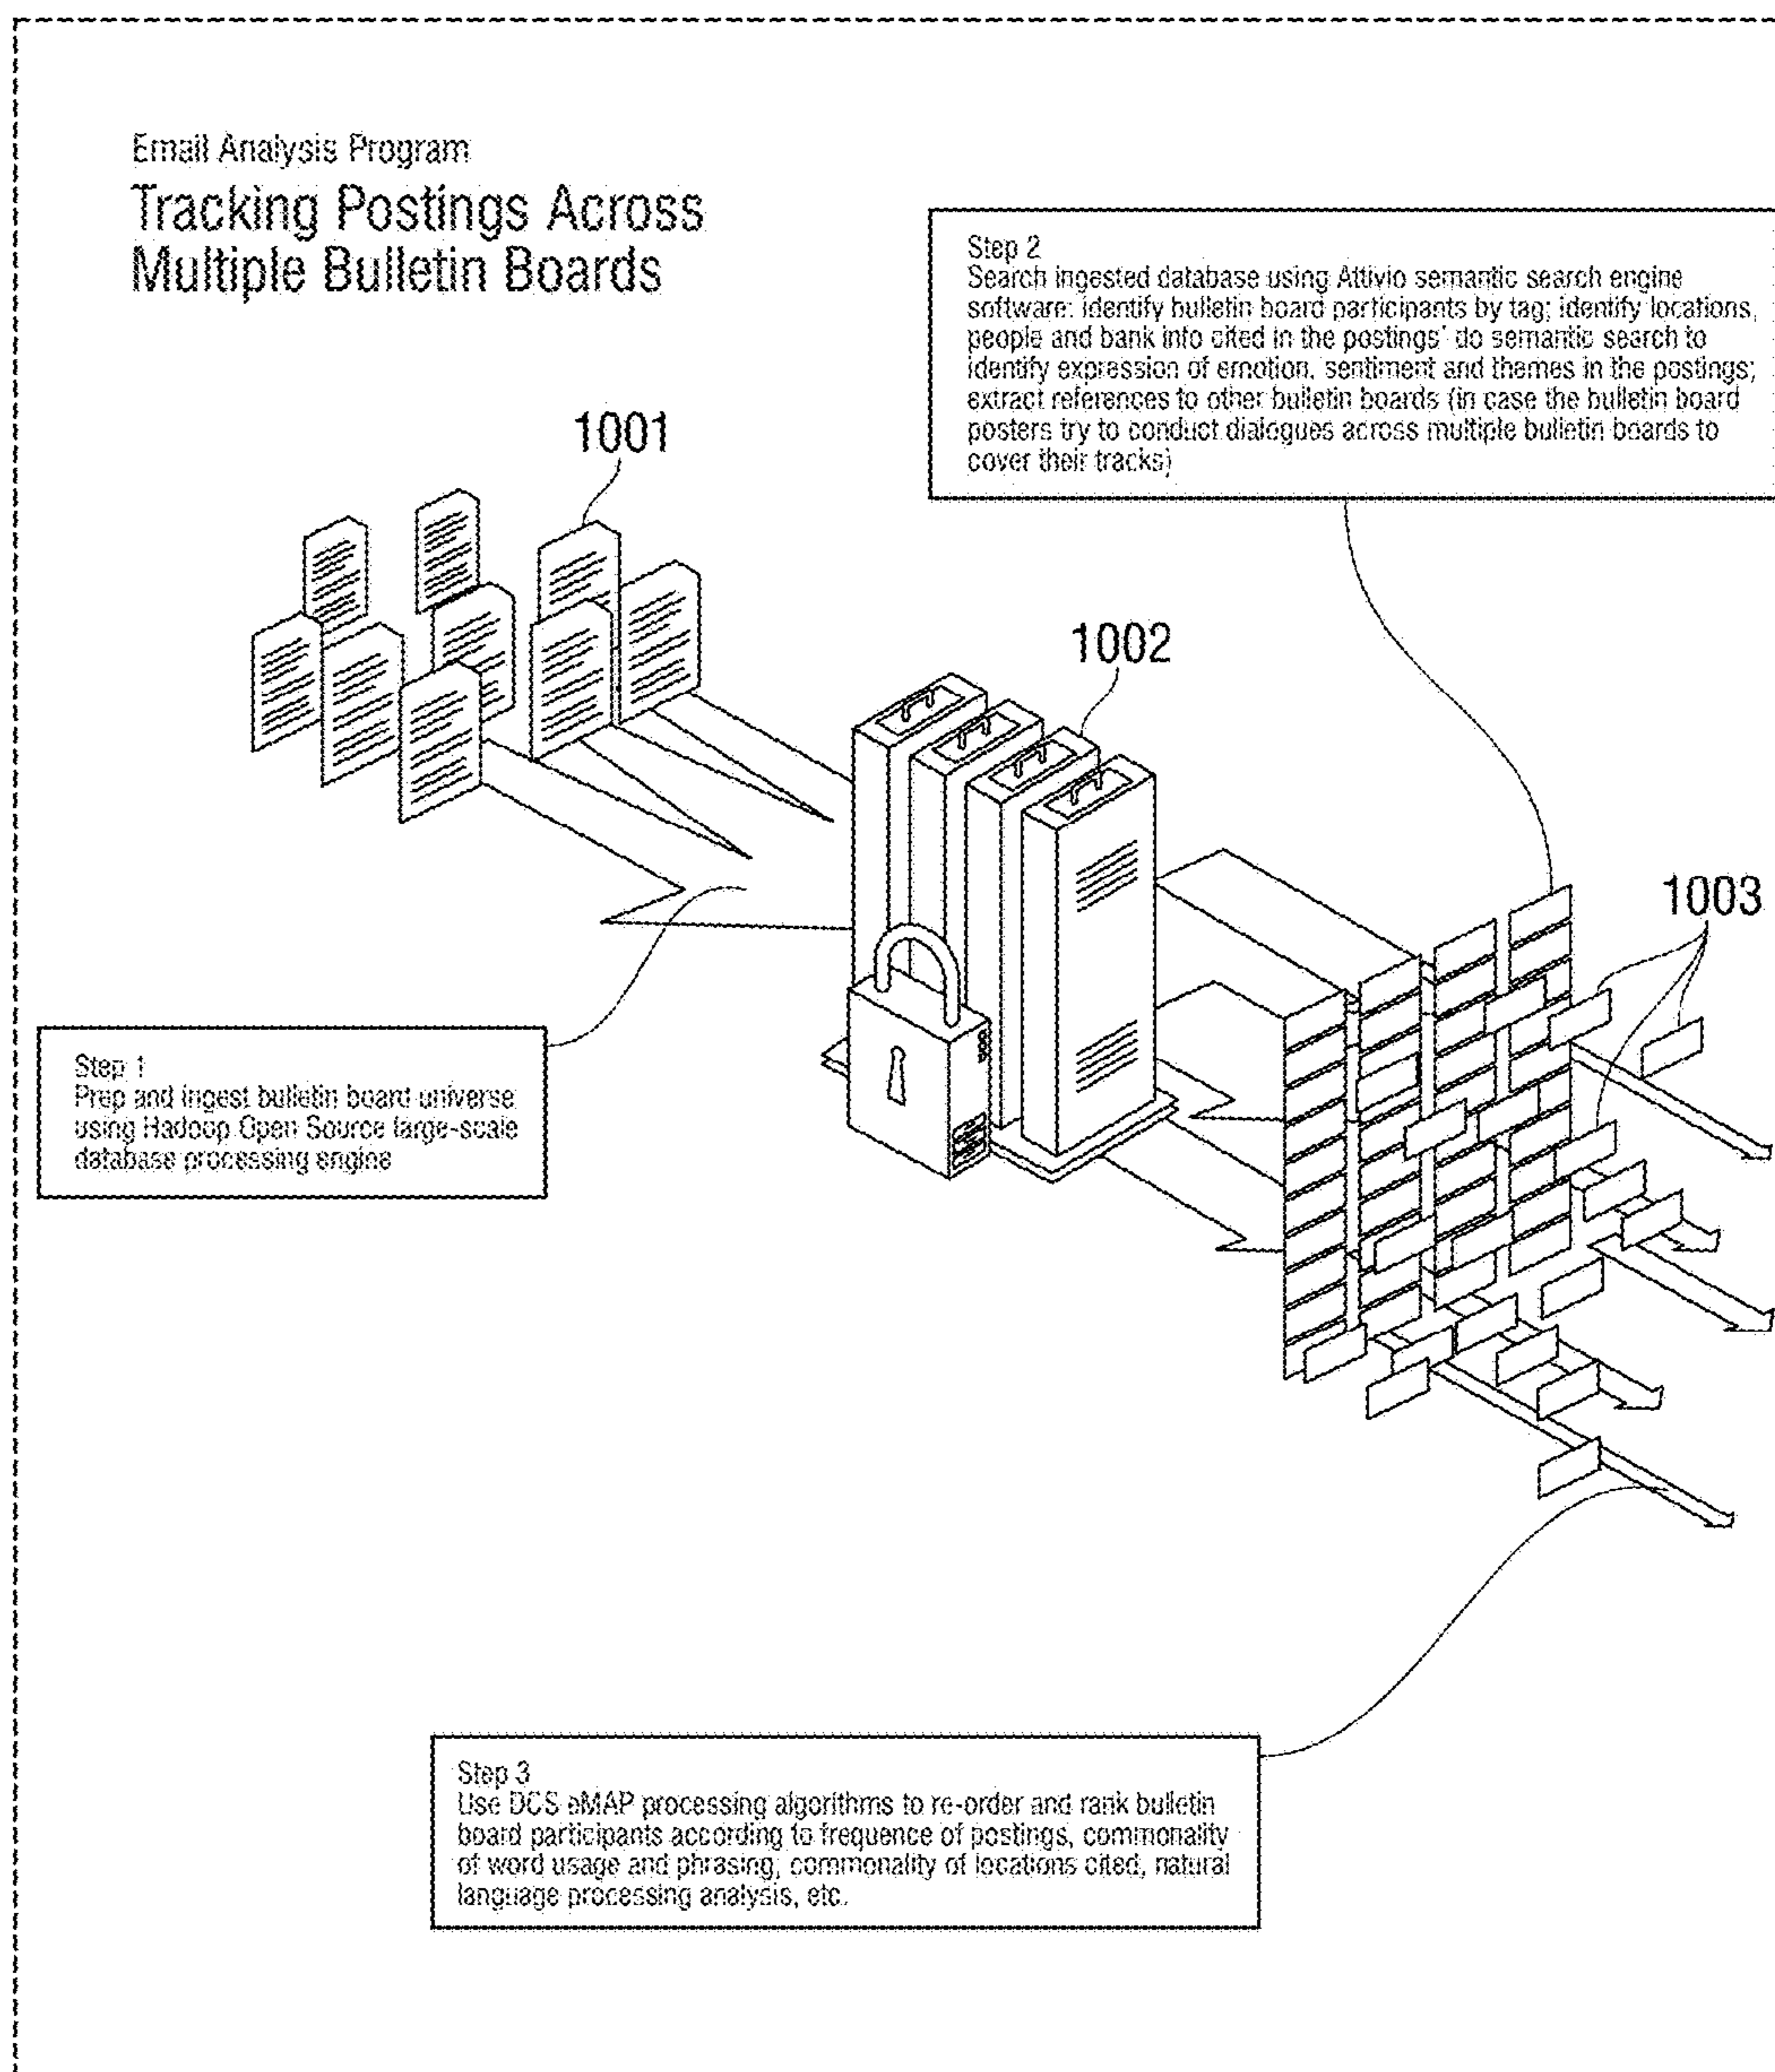 Email Analysis Program
Tracking Postings Across
Multiple Bulletin Boards
Step 2
Search ingested database using Attivio semantic search engine
software: identify bulletin board participants by tag; identify locations,
people and bank info cited in the postings' do semantic search to
identify expression of emotion, sentiment and themes in the postings;
extract references to other bulletin boards (in case the bulletin board
posters try to conduct dialogues across multiple bulletin boards to
cover their tracks)
1001
1002
1003
Step 1
Prep and ingest bulletin board universe
using Hadoop Open Source large-scale
database processing engine
Step 3
Use DCS eMAP processing algorithms to re-order and rank bulletin
board participants according to frequence of postings, commonality
of word usage and phrasing, commonality of locations cited, natural
language processing analysis, etc.